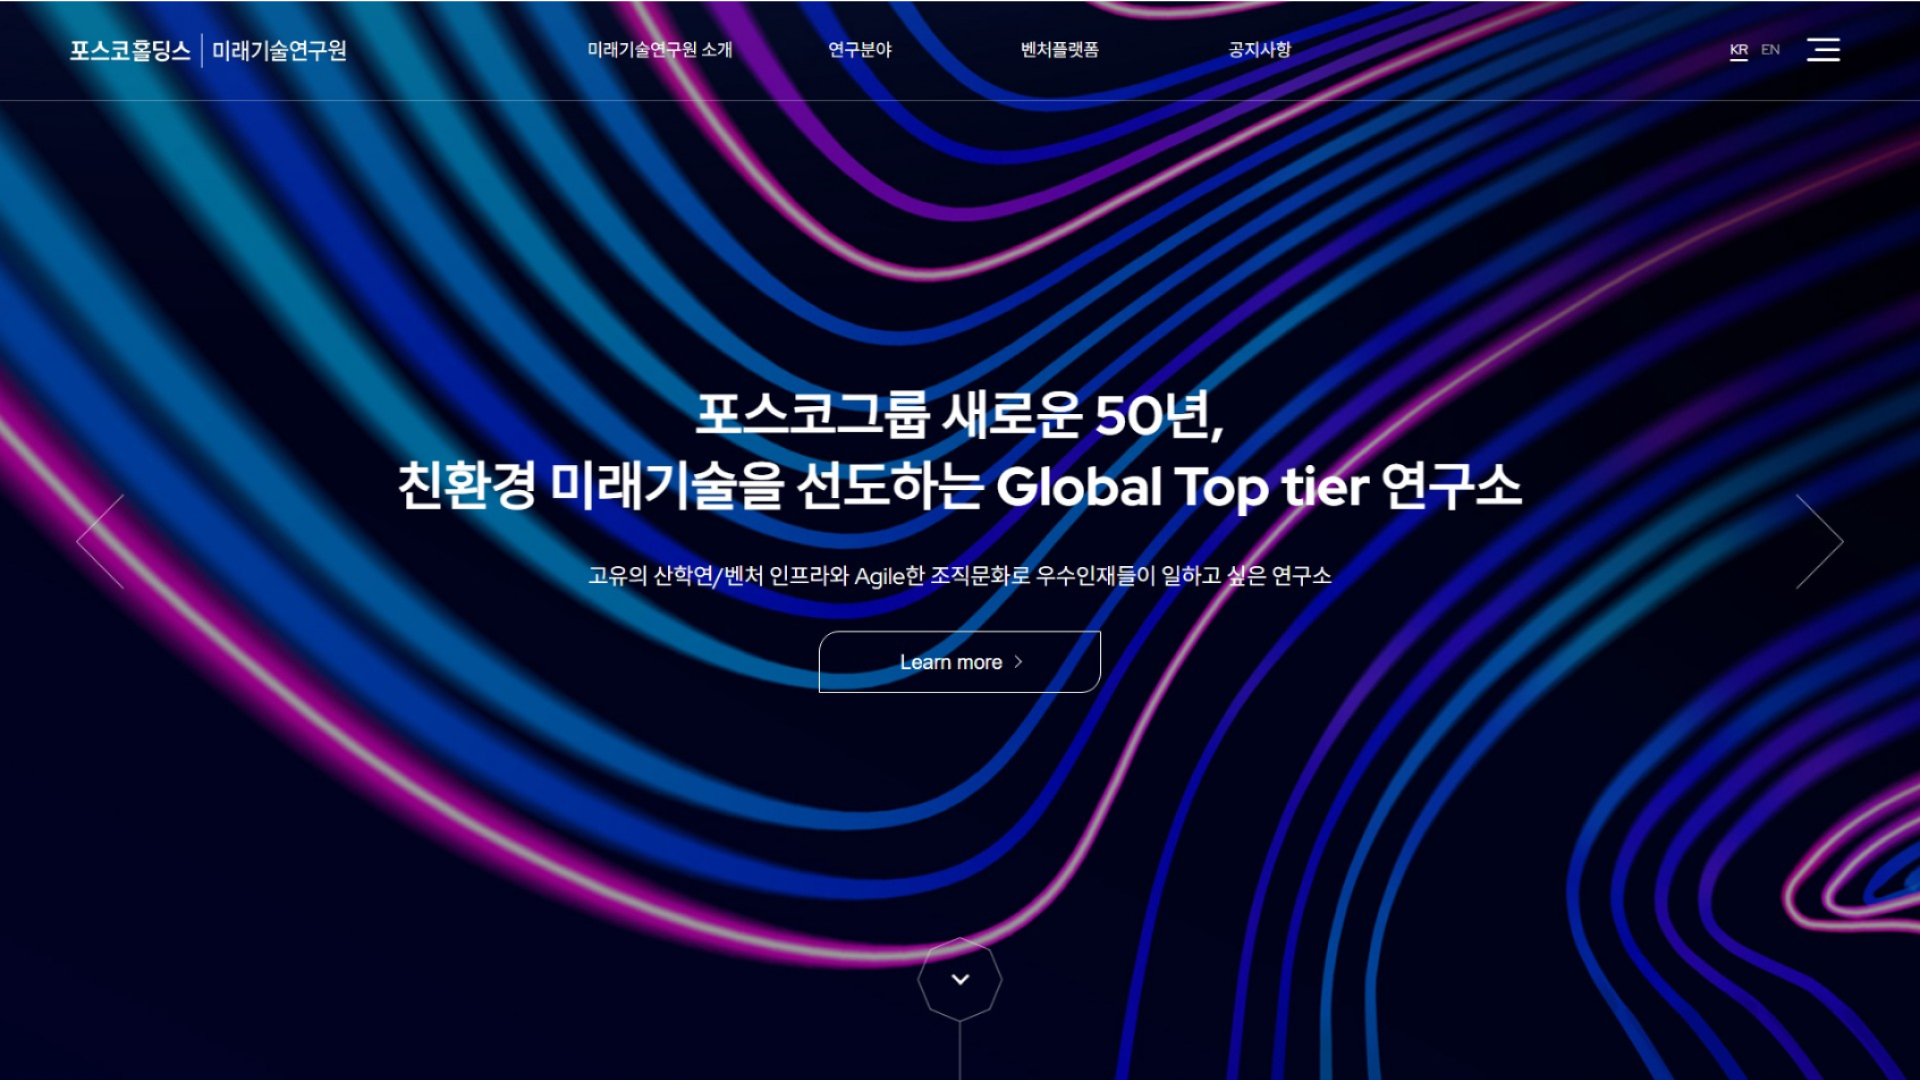 포스코홀딩스 미래기술연구원 미래기술연구원 소개 연구분야 벤처플랫폼 공지사항 KR EN
포스코그룹 새로운 50년,
친환경 미래기술을 선도하는 Global Top tier 연구소
고유의 산학연/벤처 인프라와 Agile한 조직문화로 우수인재들이 일하고 싶은 연구소
Learn more